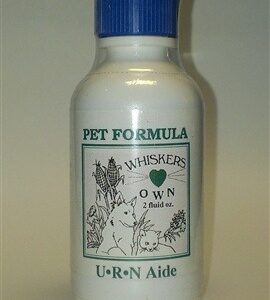 PET FORMULA
WHISKERS
OWN
2 fluid oz.
U•R•N Aide